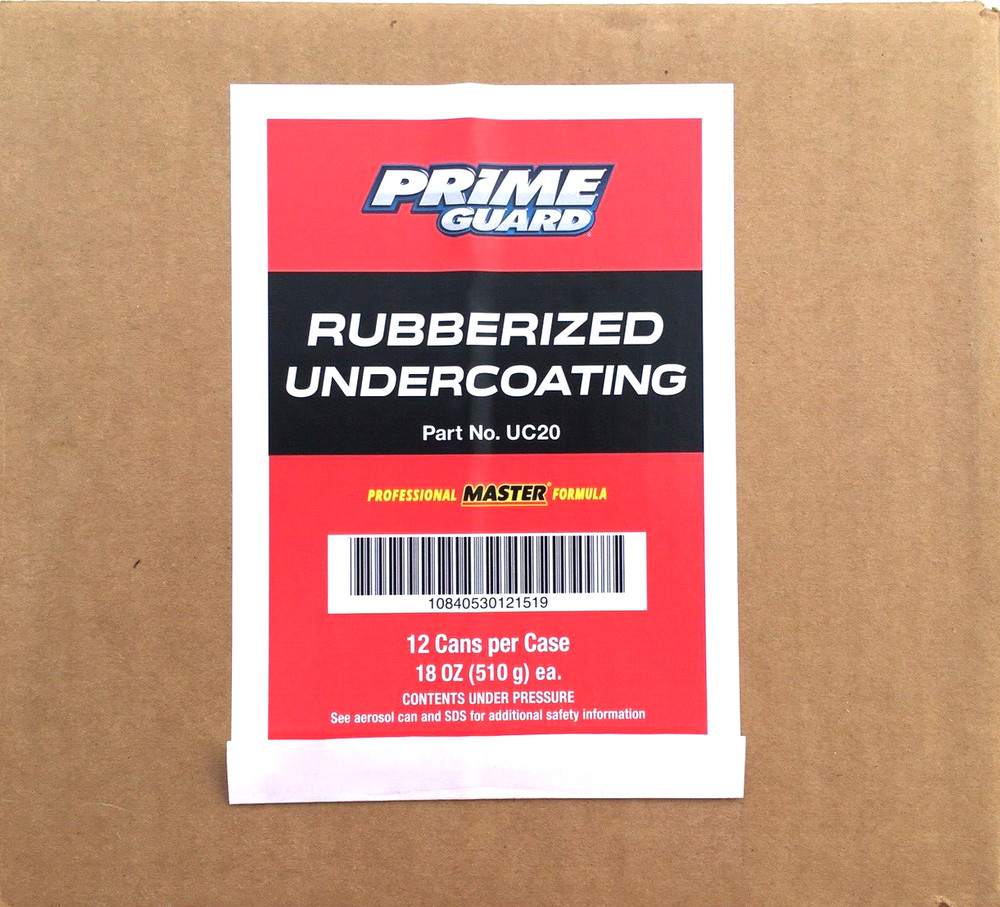 PRIME
GUARD
RUBBERIZED
UNDERCOATING
Part No. UC20
PROFESSIONAL MASTER® FORMULA
10840530121519
12 Cans per Case
18 OZ (510 g) ea.
CONTENTS UNDER PRESSURE
See aerosol can and SDS for additional safety information